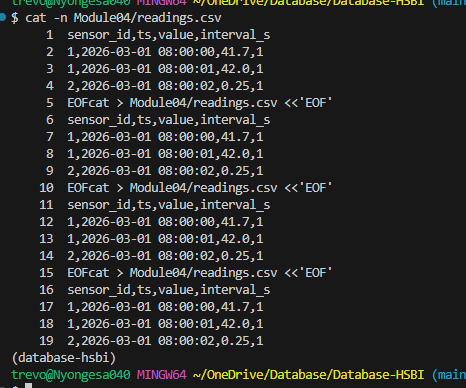 trevo@Nyongesa040 MINGW64 ~/OneDrive/Database/Database-HSBI (main
$ cat -n Module04/readings.csv
     1  sensor_id,ts,value,interval_s
     2  1,2026-03-01 08:00:00,41.7,1
     3  1,2026-03-01 08:00:01,42.0,1
     4  2,2026-03-01 08:00:02,0.25,1
     5  EOFcat > Module04/readings.csv <<'EOF'
     6  sensor_id,ts,value,interval_s
     7  1,2026-03-01 08:00:00,41.7,1
     8  1,2026-03-01 08:00:01,42.0,1
     9  2,2026-03-01 08:00:02,0.25,1
    10  EOFcat > Module04/readings.csv <<'EOF'
    11  sensor_id,ts,value,interval_s
    12  1,2026-03-01 08:00:00,41.7,1
    13  1,2026-03-01 08:00:01,42.0,1
    14  2,2026-03-01 08:00:02,0.25,1
    15  EOFcat > Module04/readings.csv <<'EOF'
    16  sensor_id,ts,value,interval_s
    17  1,2026-03-01 08:00:00,41.7,1
    18  1,2026-03-01 08:00:01,42.0,1
    19  2,2026-03-01 08:00:02,0.25,1
(database-hsbi)
trevo@Nyongesa040 MINGW64 ~/OneDrive/Database/Database-HSBI (main